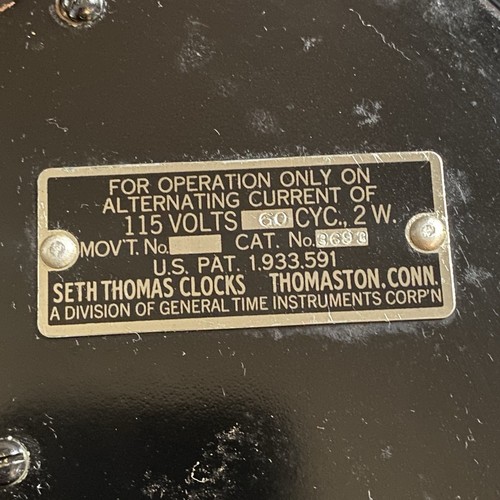 FOR OPERATION ONLY ON
ALTERNATING CURRENT OF
115 VOLTS 60 CYC., 2 W.
MOV'T. No. CAT. No.
U.S. PAT. 1.933.591
SETH THOMAS CLOCKS THOMASTON, CONN.
A DIVISION OF GENERAL TIME INSTRUMENTS CORP'N